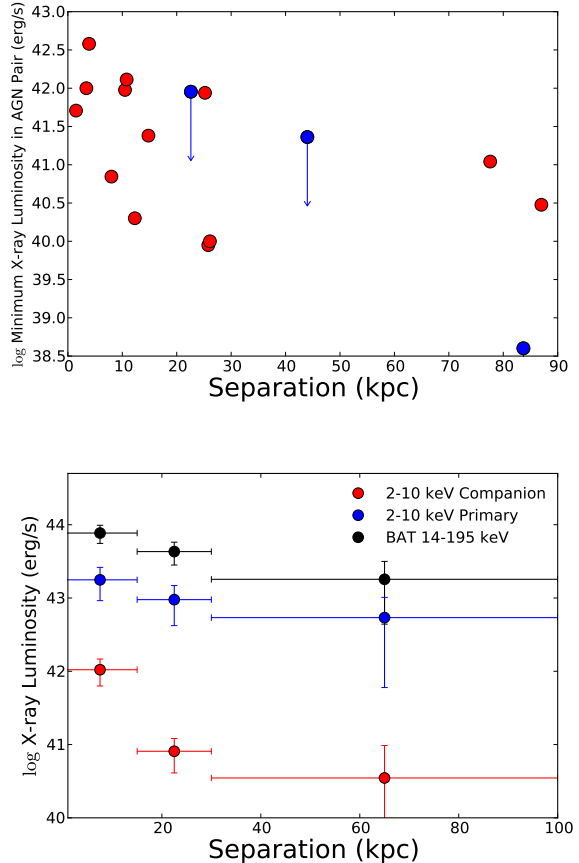 log Minimum X-ray Luminosity in AGN Pair (erg/s)
43.0
42.5
42.0
41.5
41.0
40.5
40.0
39.5
39.0
38.5
0 10 20 30 40 50 60 70 80 90
Separation (kpc)
log X-ray Luminosity (erg/s)
2-10 keV Companion
2-10 keV Primary
BAT 14-195 keV
44
43
42
41
40
20 40 60 80 100
Separation (kpc)